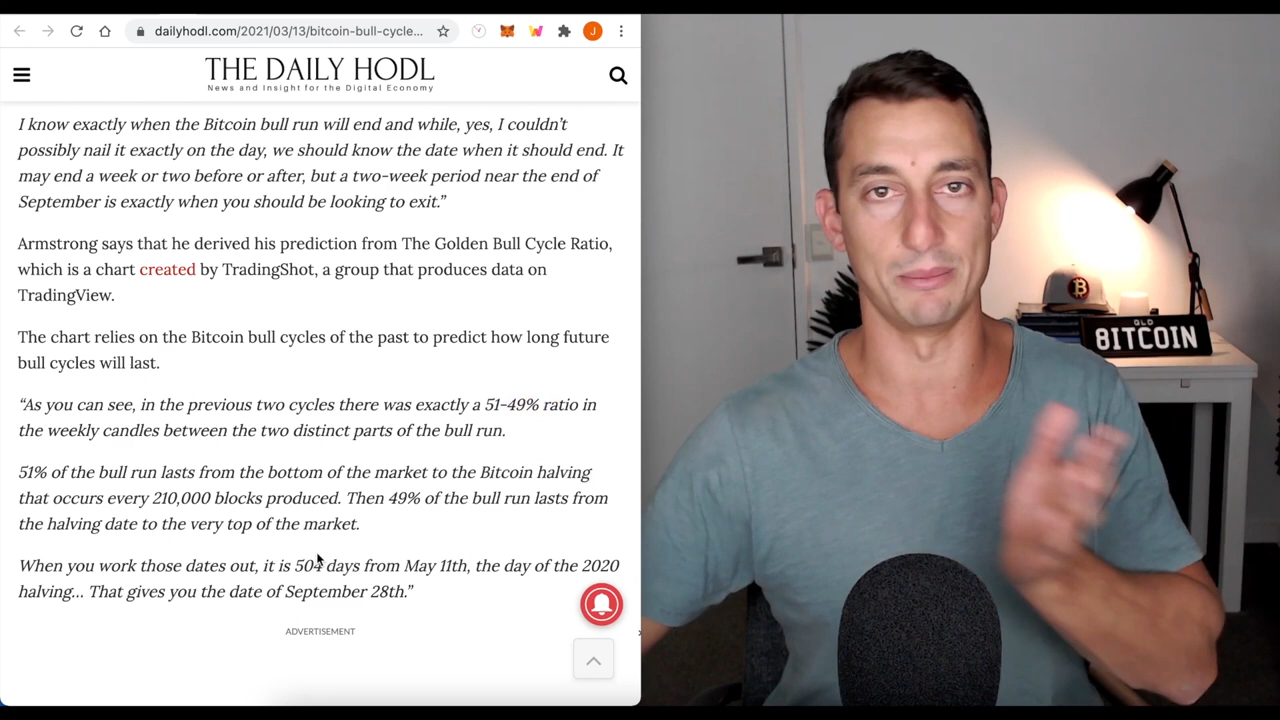 dailyhodl.com/2021/03/13/bitcoin-bull-cycle...
J
THE DAILY HODL
News and Insight for the Digital Economy
I know exactly when the Bitcoin bull run will end and while, yes, I couldn't
possibly nail it exactly on the day, we should know the date when it should end. It
may end a week or two before or after, but a two-week period near the end of
September is exactly when you should be looking to exit.”
Armstrong says that he derived his prediction from The Golden Bull Cycle Ratio,
which is a chart created by TradingShot, a group that produces data on
TradingView.
The chart relies on the Bitcoin bull cycles of the past to predict how long future
bull cycles will last.
“As you can see, in the previous two cycles there was exactly a 51-49% ratio in
the weekly candles between the two distinct parts of the bull run.
51% of the bull run lasts from the bottom of the market to the Bitcoin halving
that occurs every 210,000 blocks produced. Then 49% of the bull run lasts from
the halving date to the very top of the market.
When you work those dates out, it is 504 days from May 11th, the day of the 2020
halving... That gives you the date of September 28th.”
ADVERTISEMENT
QLD
8ITCOIN